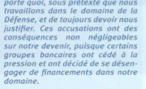 porte quoi, sous prétexte que nous
travaillons dans le domaine de la
Défense, et de toujours devoir nous
justifier. Ces accusations ont des
conséquences non négligeables
sur notre devenir, puisque certains
groupes bancaires ont cédé à la
pression et ont décidé de se désen-
gager de financements dans notre
domaine.